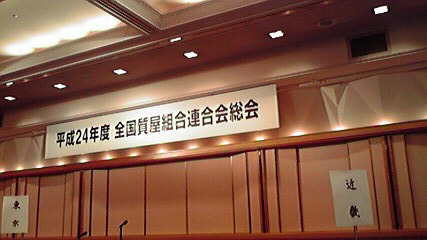 平成24年度 全国質屋組合連合会総会
東京
近畿